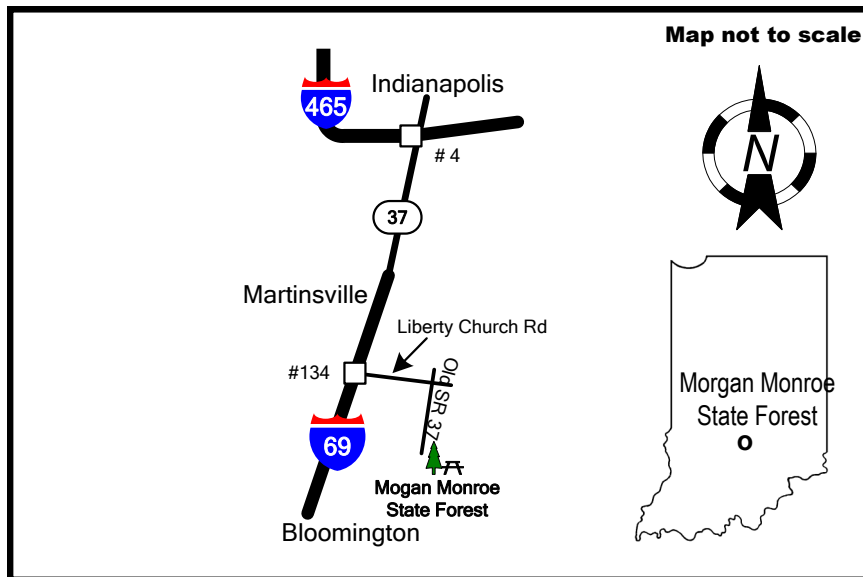 Map not to scale
Indianapolis
465
# 4
N
37
Martinsville
Liberty Church Rd
#134
Old SR 37
69
Mogan Monroe
State Forest
Bloomington
Morgan Monroe
State Forest